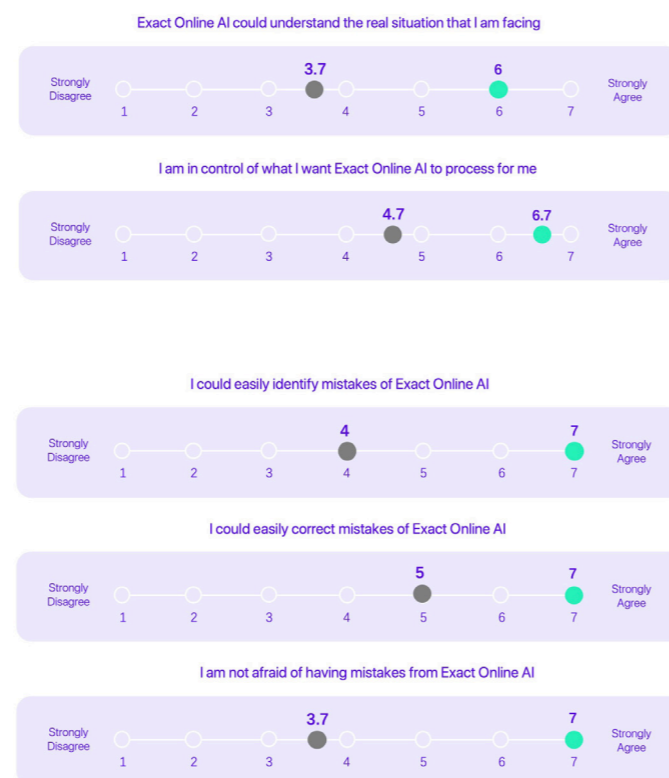 Exact Online AI could understand the real situation that I am facing
3.7 6
Strongly Disagree
Strongly Agree
1 2 3 4 5 6 7
I am in control of what I want Exact Online AI to process for me
4.7 6.7
Strongly Disagree
Strongly Agree
1 2 3 4 5 6 7
I could easily identify mistakes of Exact Online AI
4 7
Strongly Disagree
Strongly Agree
1 2 3 4 5 6 7
I could easily correct mistakes of Exact Online AI
5 7
Strongly Disagree
Strongly Agree
1 2 3 4 5 6 7
I am not afraid of having mistakes from Exact Online AI
3.7 7
Strongly Disagree
Strongly Agree
1 2 3 4 5 6 7